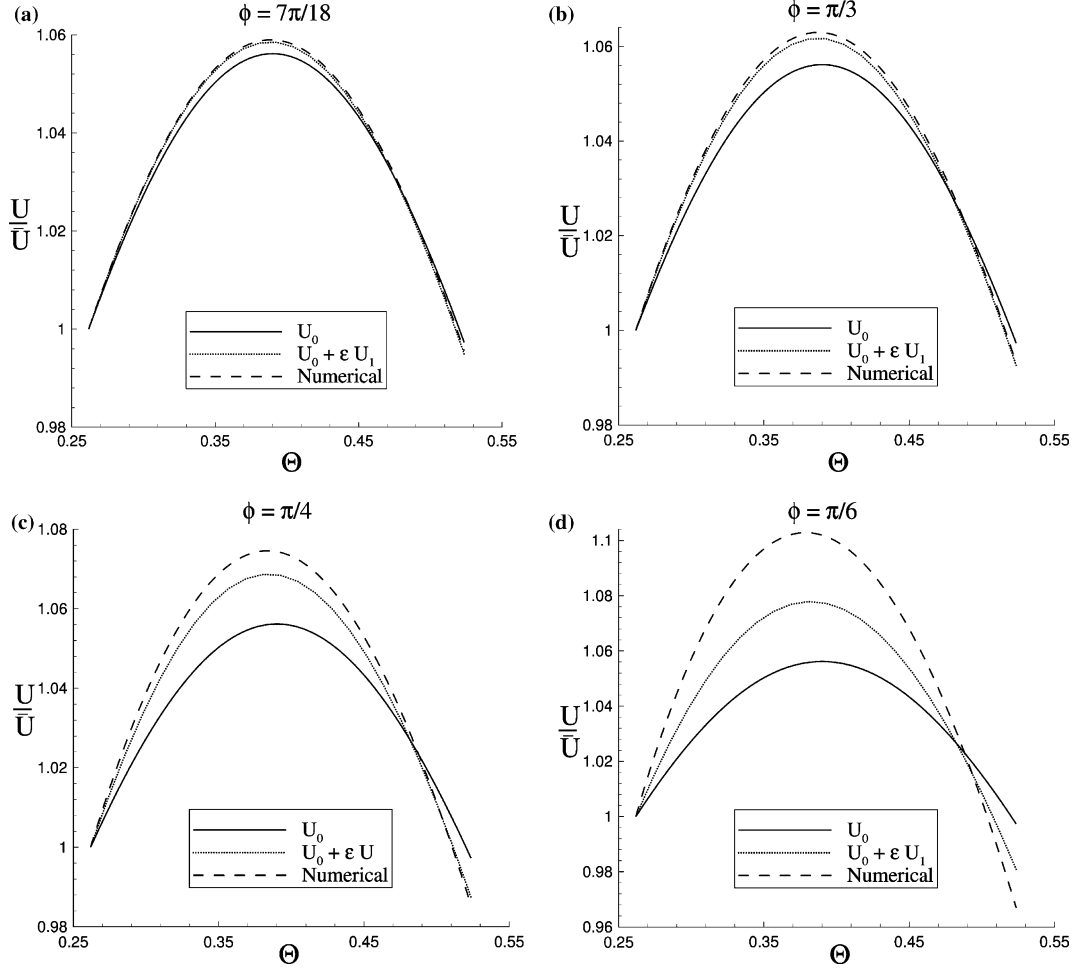 (a)
ϕ = 7π/18
1.06
1.04
1.02
1
0.98
U
Ū
0.25
0.35
0.45
0.55
Θ
U₀
U₀ + ε U₁
Numerical
(b)
ϕ = π/3
1.06
1.04
1.02
1
0.98
U
Ū
0.25
0.35
0.45
0.55
Θ
U₀
U₀ + ε U₁
Numerical
(c)
ϕ = π/4
1.08
1.06
1.04
1.02
1
0.98
U
Ū
0.25
0.35
0.45
0.55
Θ
U₀
U₀ + ε U
Numerical
(d)
ϕ = π/6
1.1
1.08
1.06
1.04
1.02
1
0.98
0.96
U
Ū
0.25
0.35
0.45
0.55
Θ
U₀
U₀ + ε U₁
Numerical